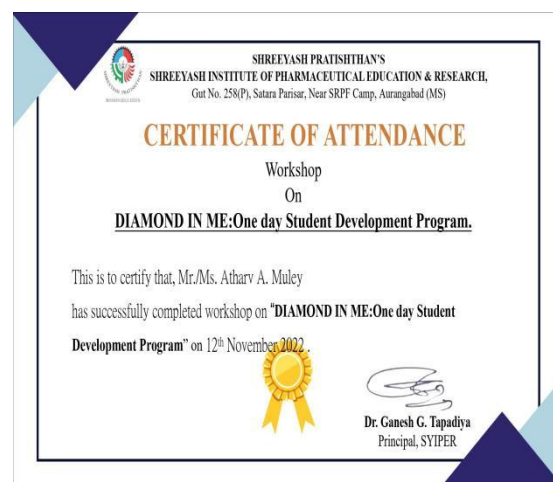 SHREEYASH PRATISHTHAN'S
SHREEYASH INSTITUTE OF PHARMACEUTICAL EDUCATION & RESEARCH,
Gut No. 258(P), Satara Parisar, Near SRPF Camp, Aurangabad (MS)
CERTIFICATE OF ATTENDANCE
Workshop
On
DIAMOND IN ME:One day Student Development Program.
This is to certify that, Mr./Ms. Atharv A. Muley
has successfully completed workshop on "DIAMOND IN ME:One day Student
Development Program" on 12th November 2022 .
Dr. Ganesh G. Tapadiya
Principal, SYIPER